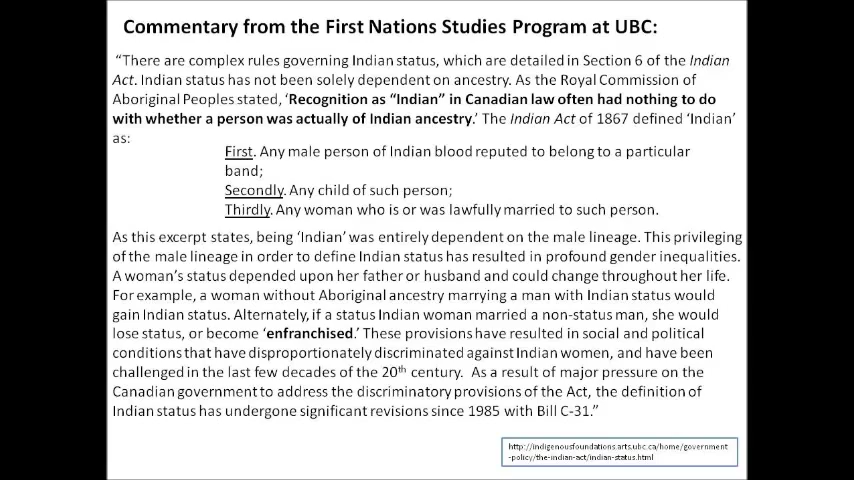 Commentary from the First Nations Studies Program at UBC:
“There are complex rules governing Indian status, which are detailed in Section 6 of the Indian
Act. Indian status has not been solely dependent on ancestry. As the Royal Commission of
Aboriginal Peoples stated, ‘Recognition as “Indian” in Canadian law often had nothing to do
with whether a person was actually of Indian ancestry.’ The Indian Act of 1867 defined ‘Indian’
as:
First. Any male person of Indian blood reputed to belong to a particular
band;
Secondly. Any child of such person;
Thirdly. Any woman who is or was lawfully married to such person.
As this excerpt states, being ‘Indian’ was entirely dependent on the male lineage. This privileging
of the male lineage in order to define Indian status has resulted in profound gender inequalities.
A woman’s status depended upon her father or husband and could change throughout her life.
For example, a woman without Aboriginal ancestry marrying a man with Indian status would
gain Indian status. Alternately, if a status Indian woman married a non-status man, she would
lose status, or become ‘enfranchised.’ These provisions have resulted in social and political
conditions that have disproportionately discriminated against Indian women, and have been
challenged in the last few decades of the 20th century. As a result of major pressure on the
Canadian government to address the discriminatory provisions of the Act, the definition of
Indian status has undergone significant revisions since 1985 with Bill C-31.”
http://indigenousfoundations.arts.ubc.ca/home/government
-policy/the-indian-act/indian-status.html